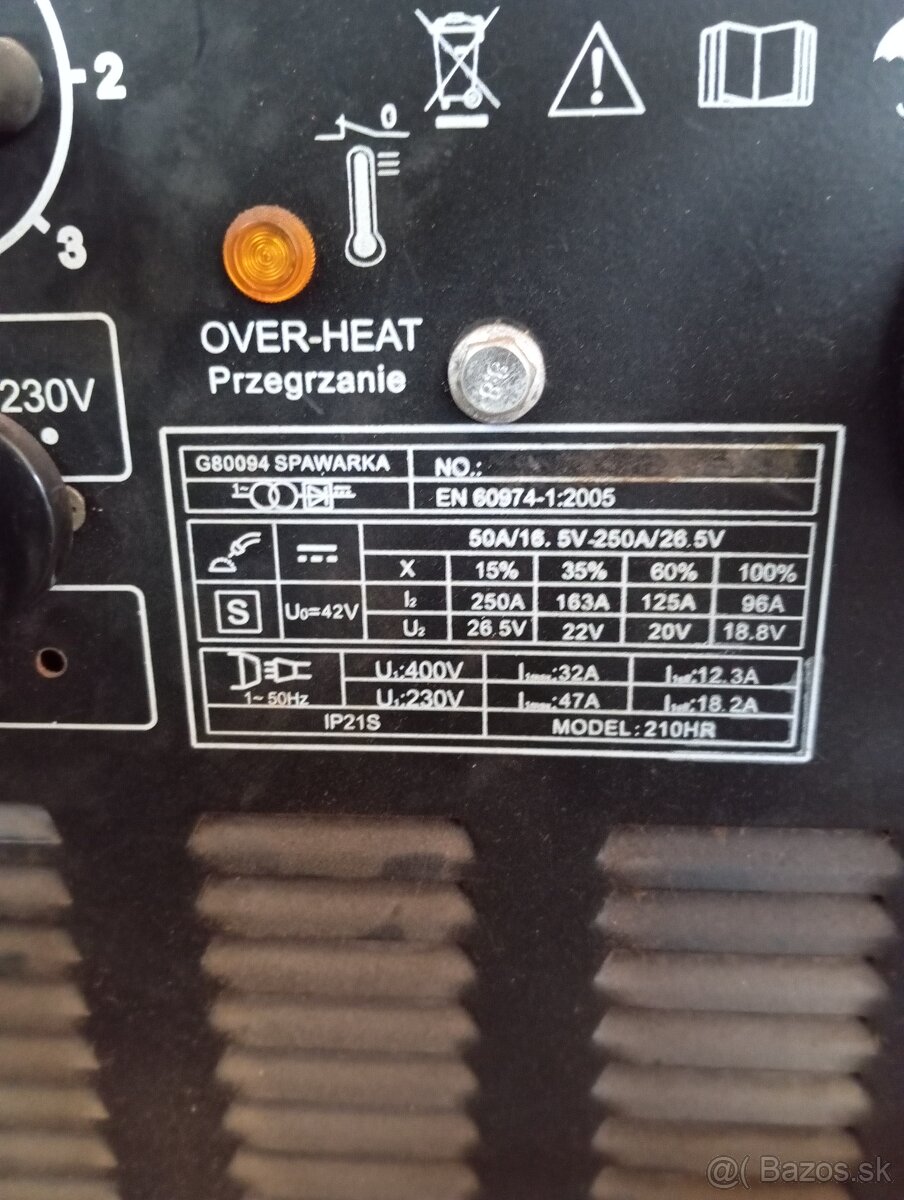 2
0
3
OVER-HEAT
Przegrzanie
230V
G80094 SPAWARKA NO.:
1~ EN 60974-1:2005
50A/16. 5V-250A/26.5V
X 15% 35% 60% 100%
S U0=42V I2 250A 163A 125A 96A
U2 26.5V 22V 20V 18.8V
U1:400V I1max:32A I1eff:12.3A
1~ 50Hz U1:230V I1max:47A I1eff:18.2A
IP21S MODEL: 210HR
@( Bazos.sk